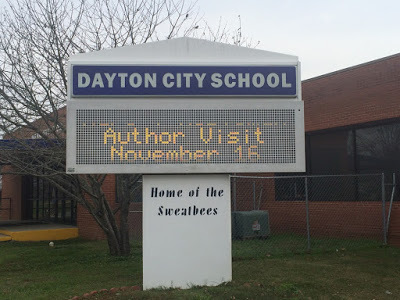 DAYTON CITY SCHOOL
Author Visit
November 16
Home of the
Sweatbees